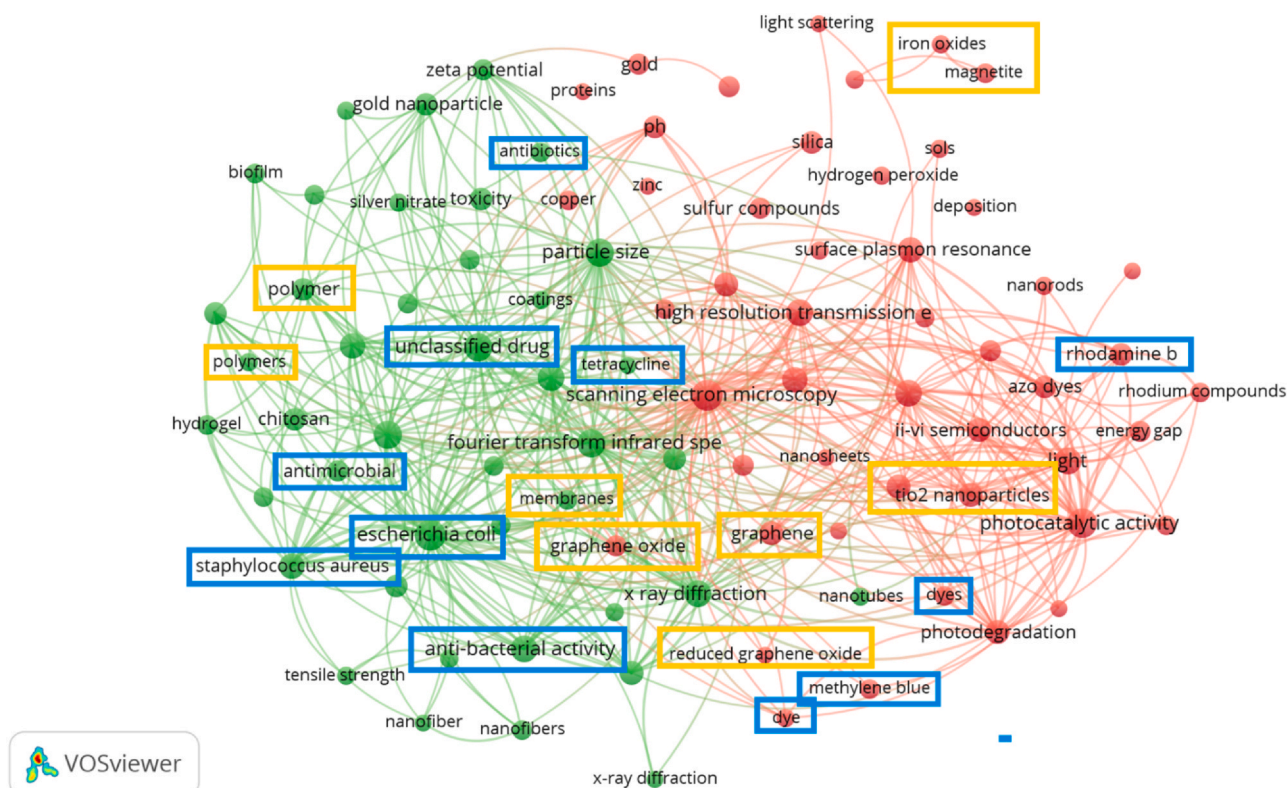 light scattering
iron oxides
magnetite
zeta potential
gold
proteins
gold nanoparticle
ph
silica
sols
antibiotics
biofilm
zinc
hydrogen peroxide
silver nitrate
toxicity
copper
sulfur compounds
deposition
particle size
surface plasmon resonance
polymer
coatings
nanorods
high resolution transmission e
unclassified drug
rhodamine b
polymers
tetracycline
scanning electron microscopy
azo dyes
rhodium compounds
hydrogel
chitosan
fourier transform infrared spe
ii-vi semiconductors
energy gap
antimicrobial
nanosheets
light
membranes
tio2 nanoparticles
escherichia coli
graphene
photocatalytic activity
graphene oxide
staphylococcus aureus
x ray diffraction
nanotubes
dyes
anti-bacterial activity
reduced graphene oxide
photodegradation
tensile strength
methylene blue
nanofiber
nanofibers
dye
x-ray diffraction
VOSviewer